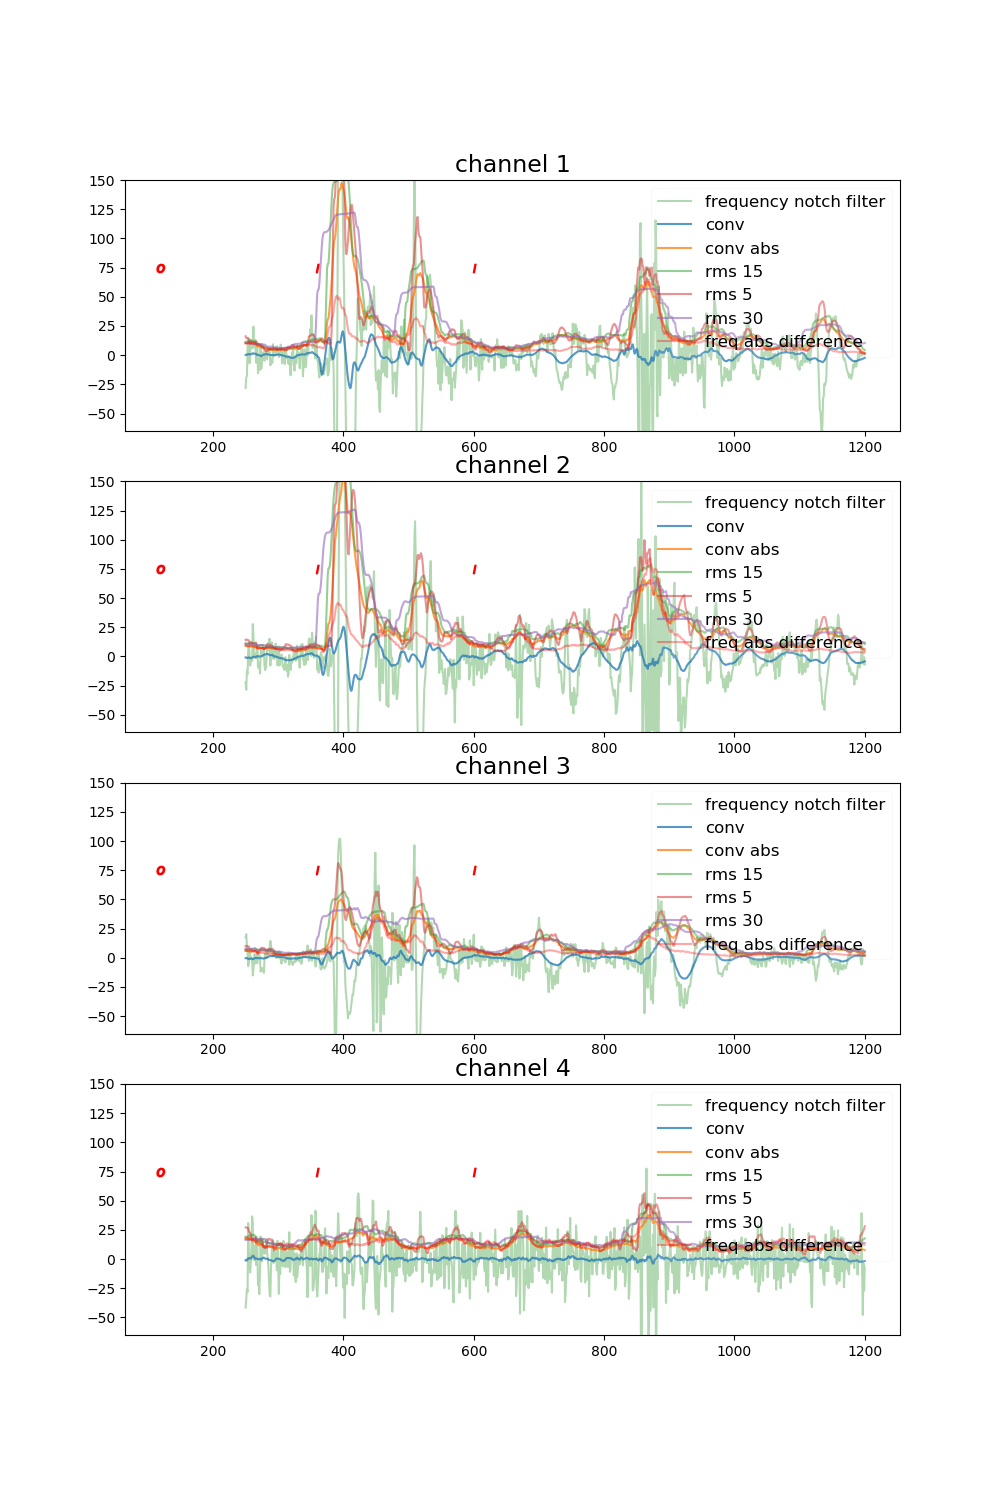 channel 1
150
125
100
75
50
25
0
−25
−50
o l l
frequency notch filter
conv
conv abs
rms 15
rms 5
rms 30
freq abs difference
200 400 600 800 1000 1200
channel 2
150
125
100
75
50
25
0
−25
−50
o l l
frequency notch filter
conv
conv abs
rms 15
rms 5
rms 30
freq abs difference
200 400 600 800 1000 1200
channel 3
150
125
100
75
50
25
0
−25
−50
o l l
frequency notch filter
conv
conv abs
rms 15
rms 5
rms 30
freq abs difference
200 400 600 800 1000 1200
channel 4
150
125
100
75
50
25
0
−25
−50
o l l
frequency notch filter
conv
conv abs
rms 15
rms 5
rms 30
freq abs difference
200 400 600 800 1000 1200